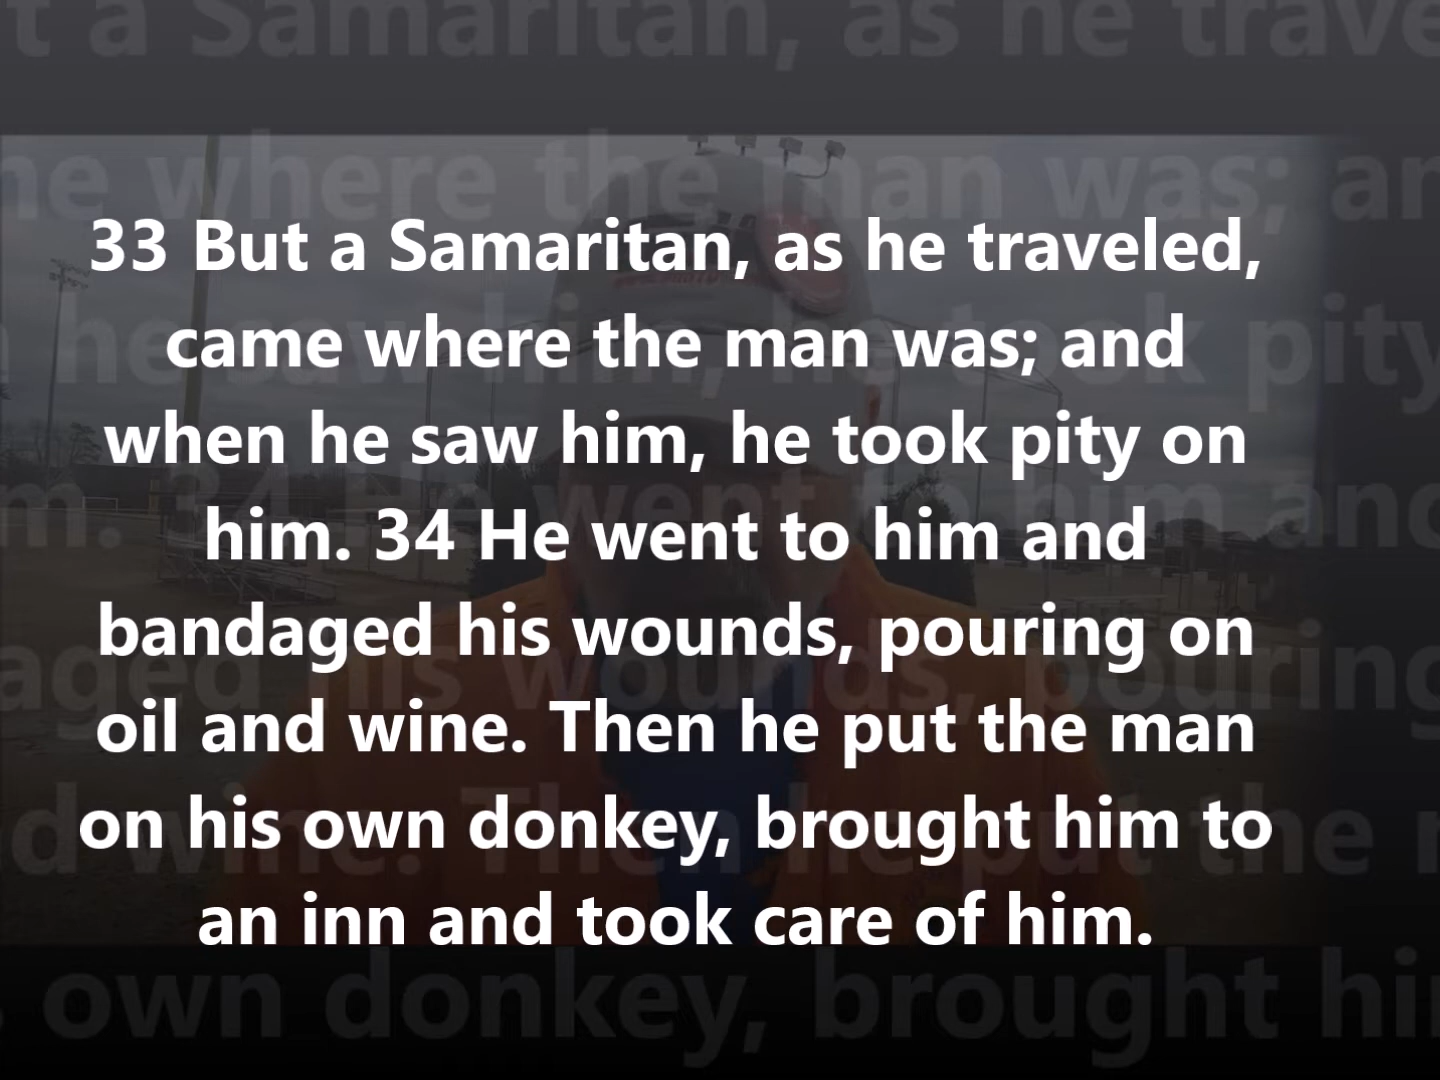 33 But a Samaritan, as he traveled,
came where the man was; and
when he saw him, he took pity on
him. 34 He went to him and
bandaged his wounds, pouring on
oil and wine. Then he put the man
on his own donkey, brought him to
an inn and took care of him.